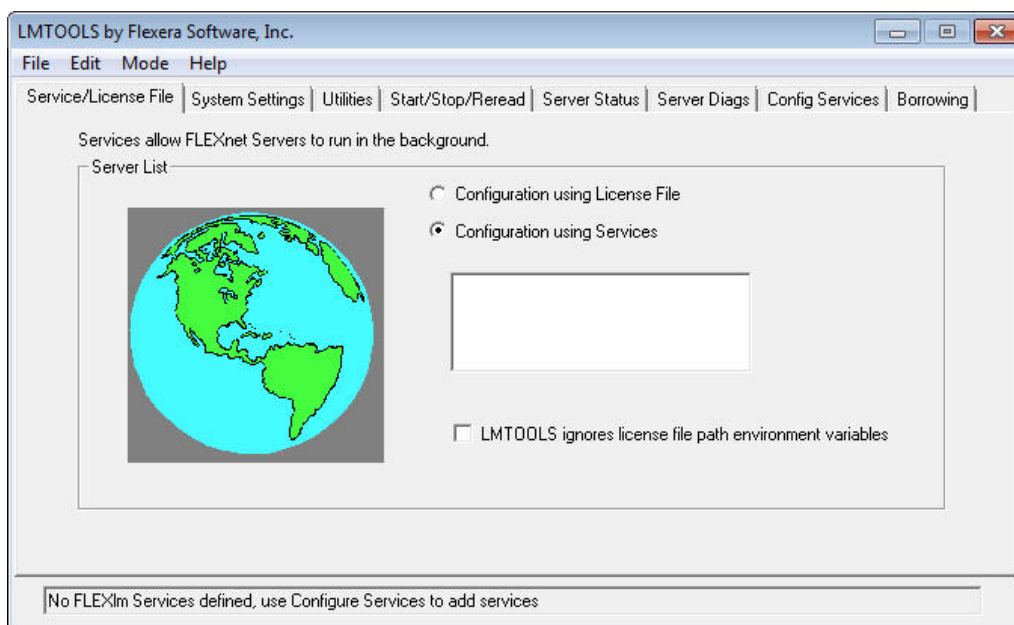 LMTOOLS by Flexera Software, Inc.
File Edit Mode Help
Service/License File System Settings Utilities Start/Stop/Reread Server Status Server Diags Config Services Borrowing
Services allow FLEXnet Servers to run in the background.
Server List
Configuration using License File
Configuration using Services
LMTOOLS ignores license file path environment variables
No FLEXlm Services defined, use Configure Services to add services